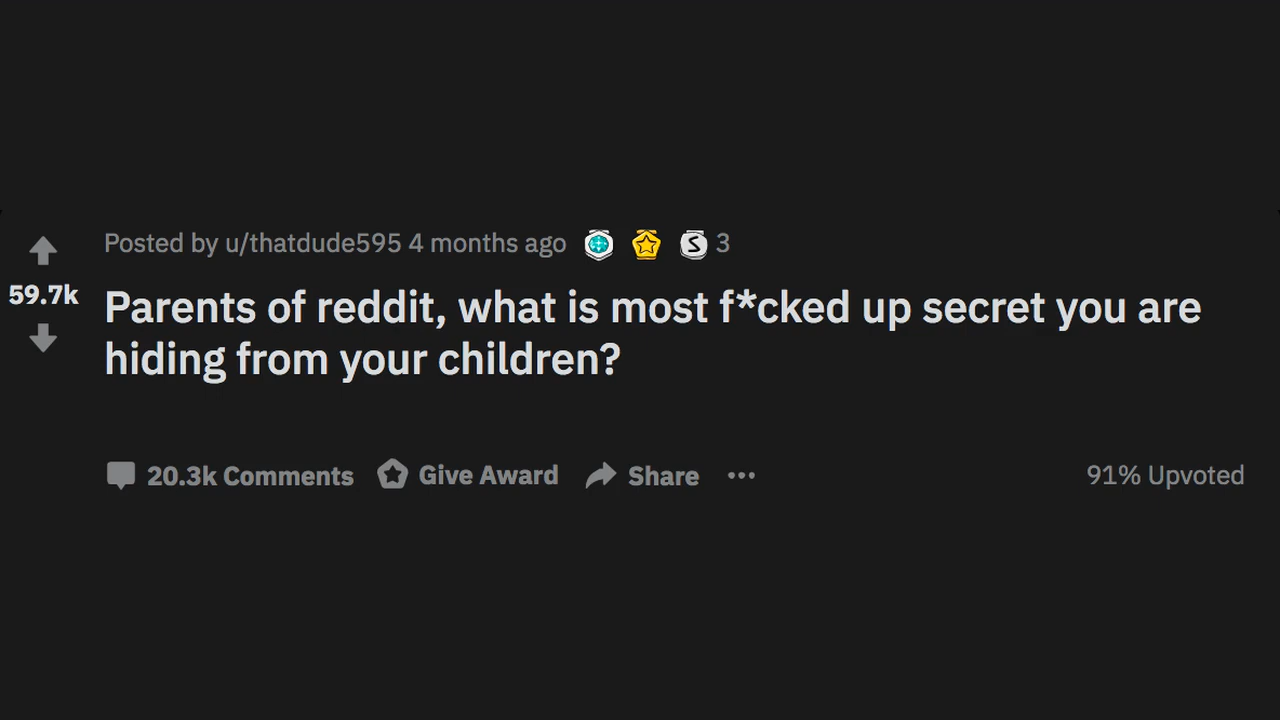 Posted by u/thatdude595 4 months ago 3
59.7k
Parents of reddit, what is most f*cked up secret you are
hiding from your children?
20.3k Comments Give Award Share ••• 91% Upvoted